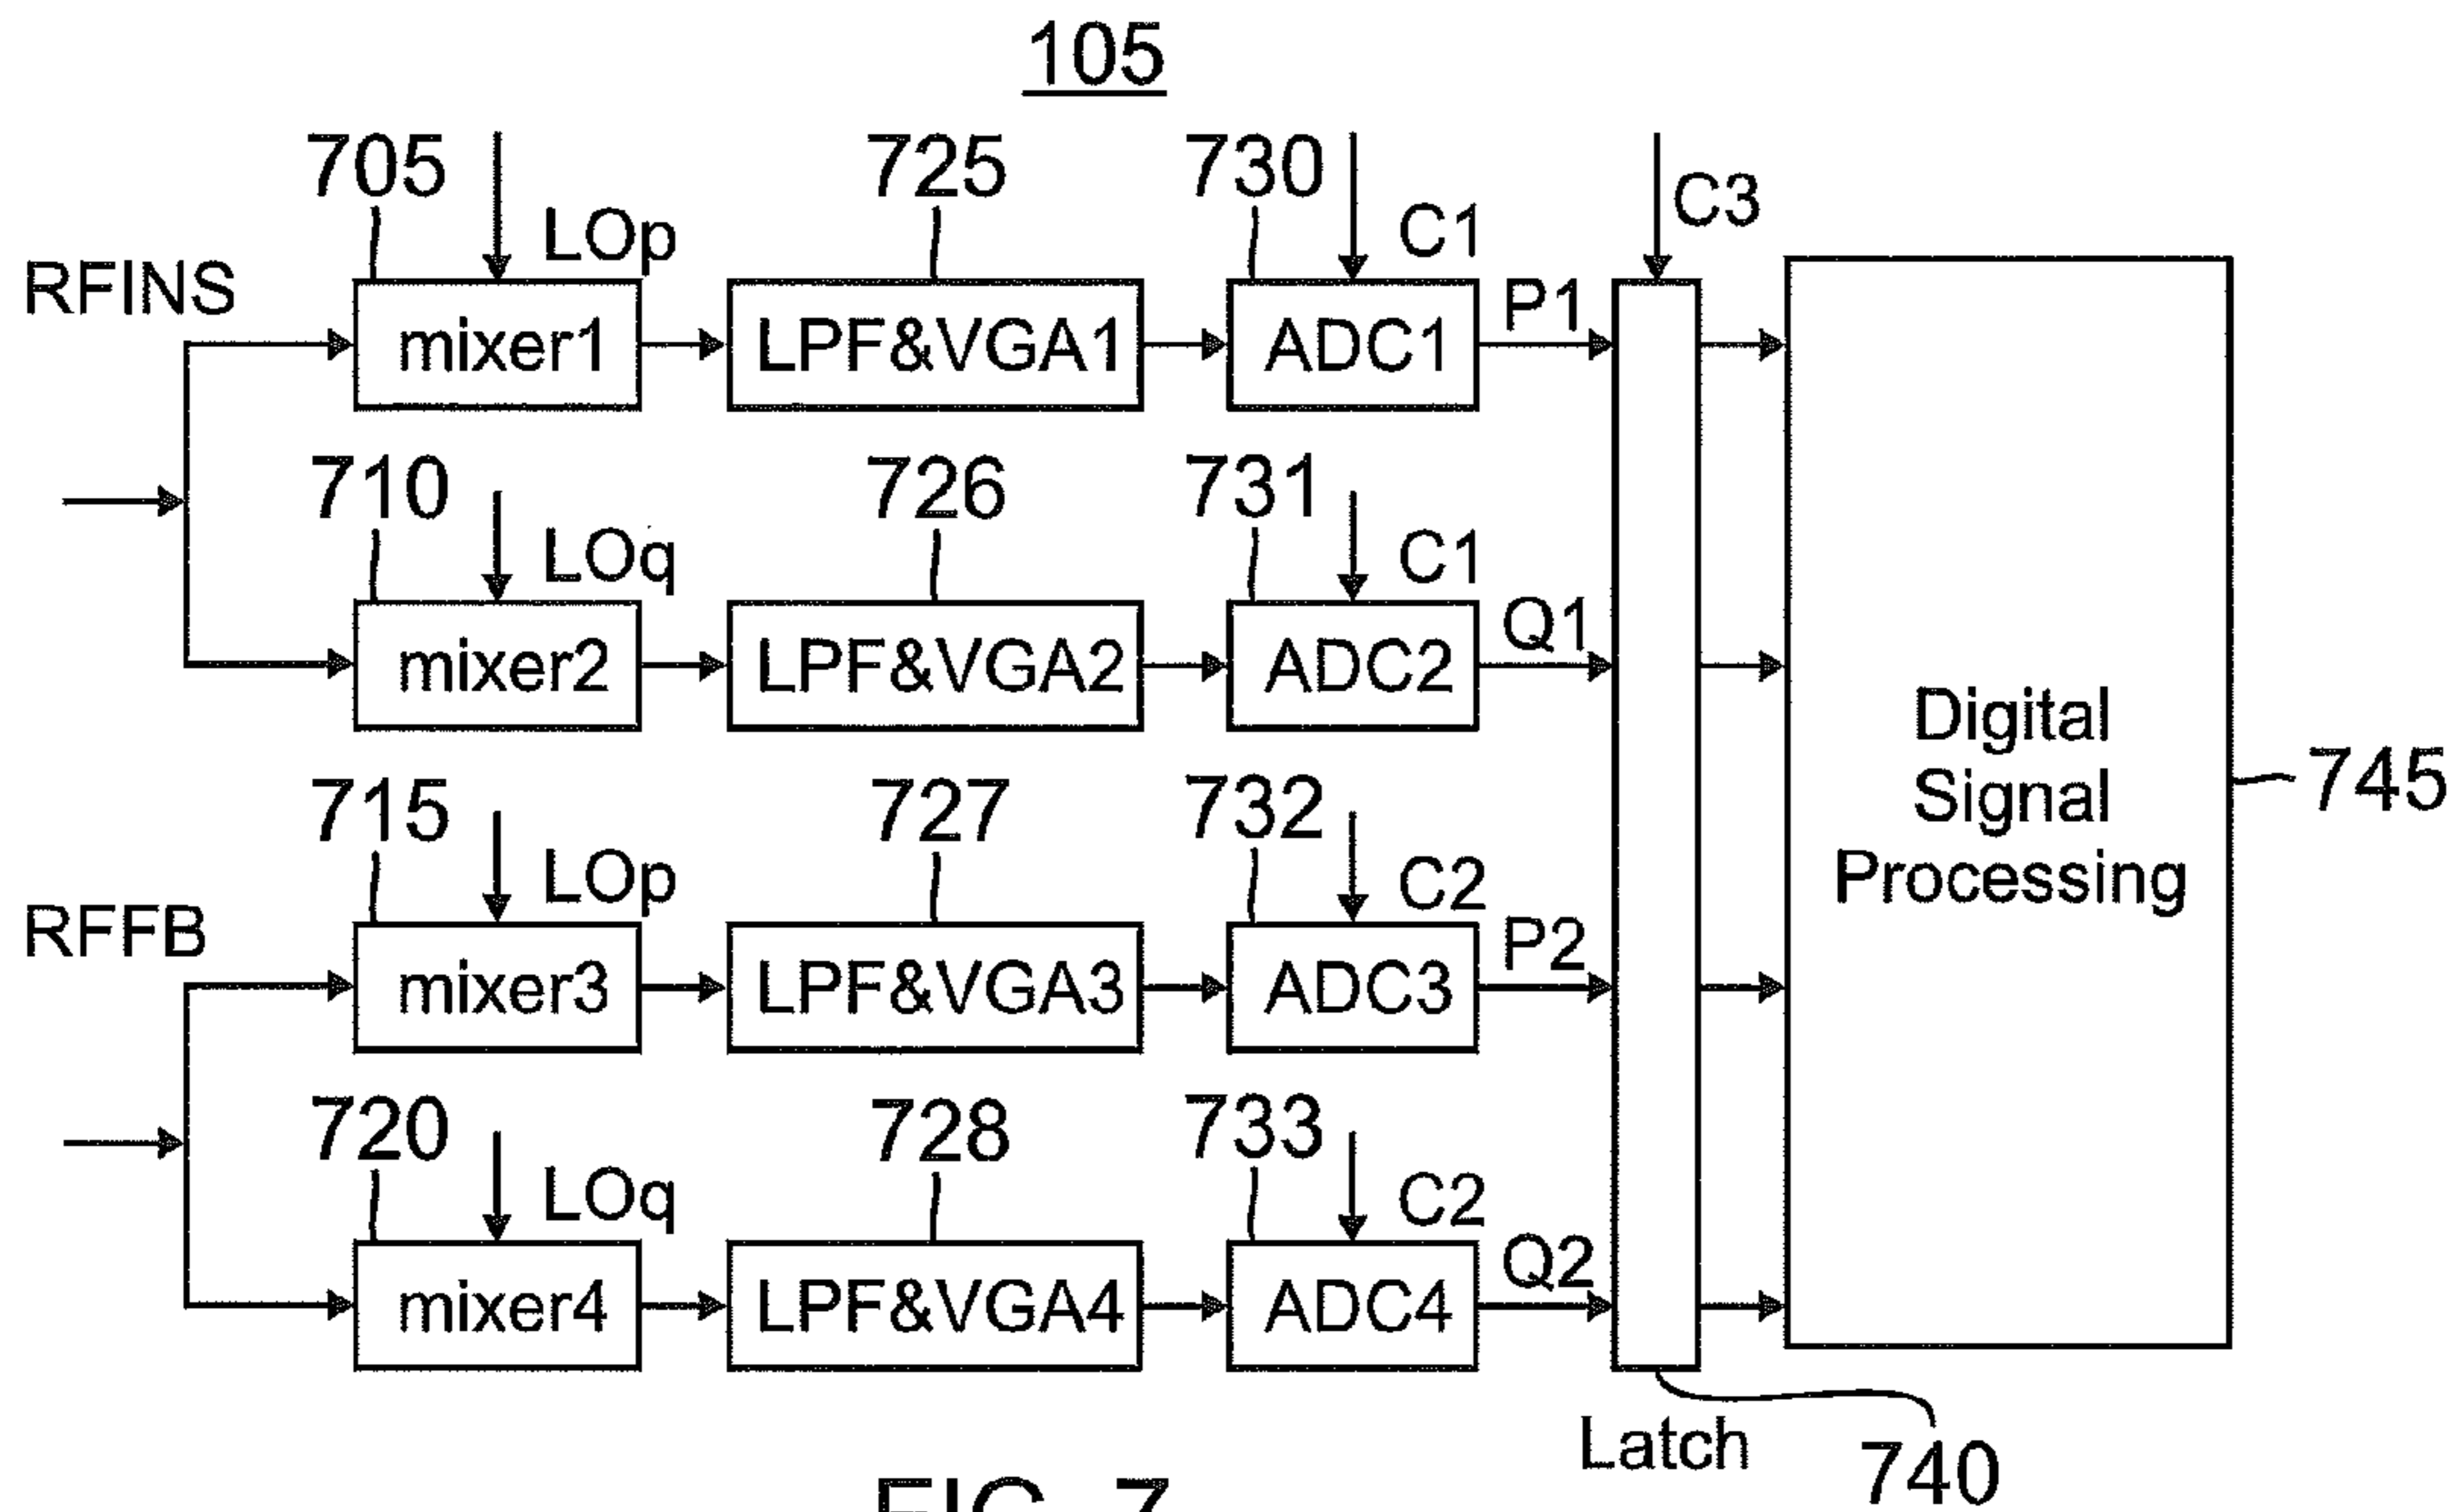 105
705
LOp
725
730
C1
C3
RFINS
mixer1
LPF&VGA1
ADC1
P1
710
LOq
726
731
C1
mixer2
LPF&VGA2
ADC2
Q1
Digital
Signal
Processing
745
715
LOp
727
732
C2
RFFB
mixer3
LPF&VGA3
ADC3
P2
720
LOq
728
733
C2
mixer4
LPF&VGA4
ADC4
Q2
Latch
740
FIG. 7